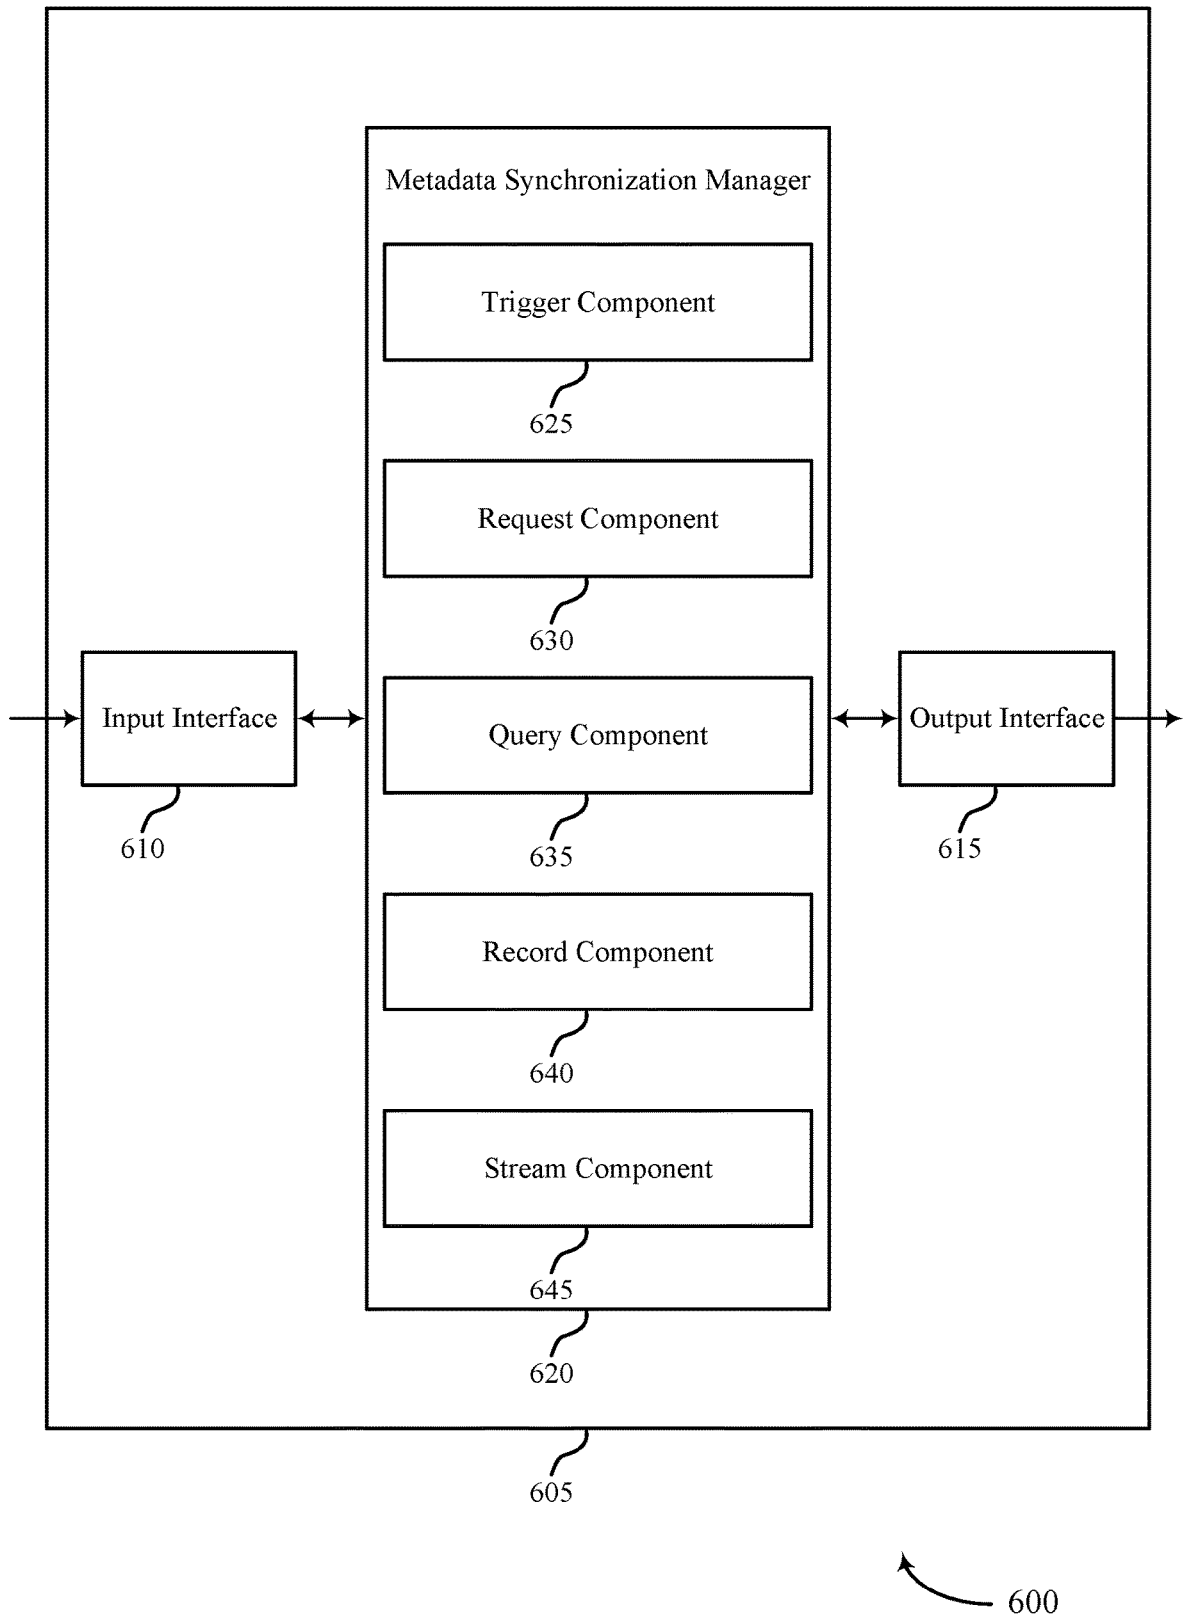 Metadata Synchronization Manager
Trigger Component
625
Request Component
630
Input Interface
610
Query Component
635
Output Interface
615
Record Component
640
Stream Component
645
620
605
600